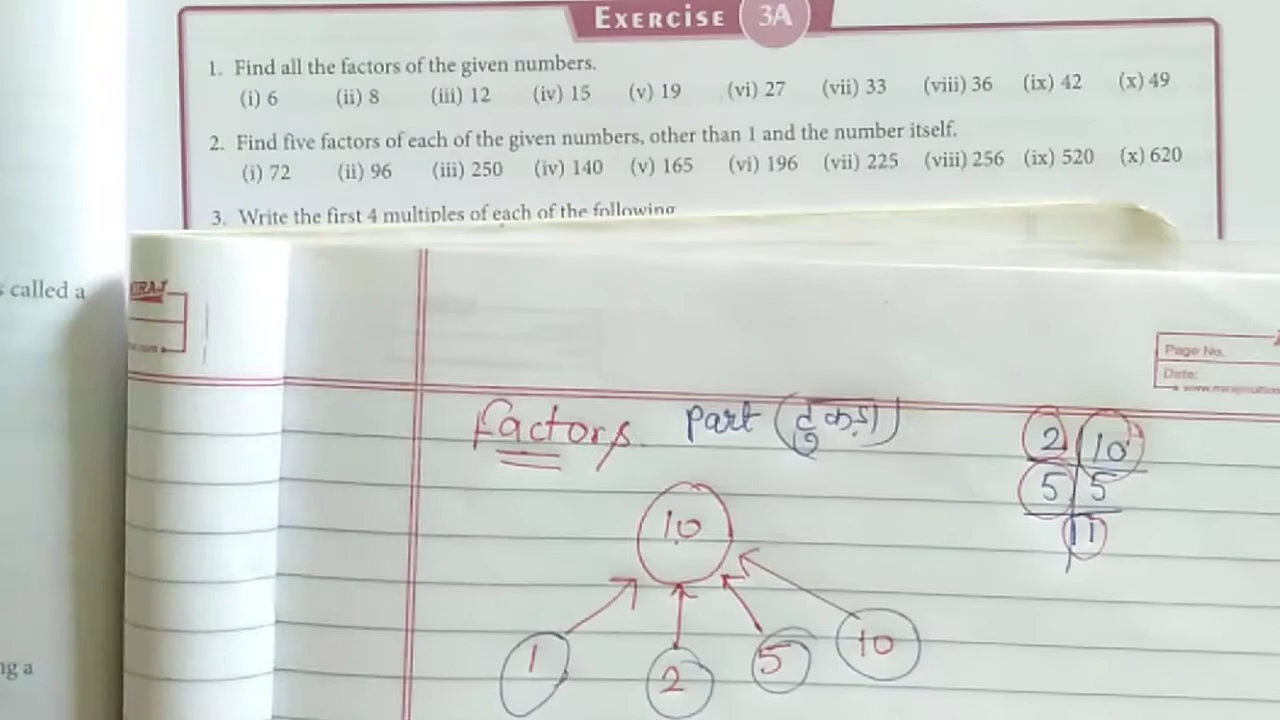 EXERCISE 3A
1. Find all the factors of the given numbers.
(i) 6 (ii) 8 (iii) 12 (iv) 15 (v) 19 (vi) 27 (vii) 33 (viii) 36 (ix) 42 (x) 49
2. Find five factors of each of the given numbers, other than 1 and the number itself.
(i) 72 (ii) 96 (iii) 250 (iv) 140 (v) 165 (vi) 196 (vii) 225 (viii) 256 (ix) 520 (x) 620
3. Write the first 4 multiples of each of the following
called a
Page No.
Date:
Factors. Part (टुकड़ा)
2 10
5 5
1
10
1 2 5 10
ng a